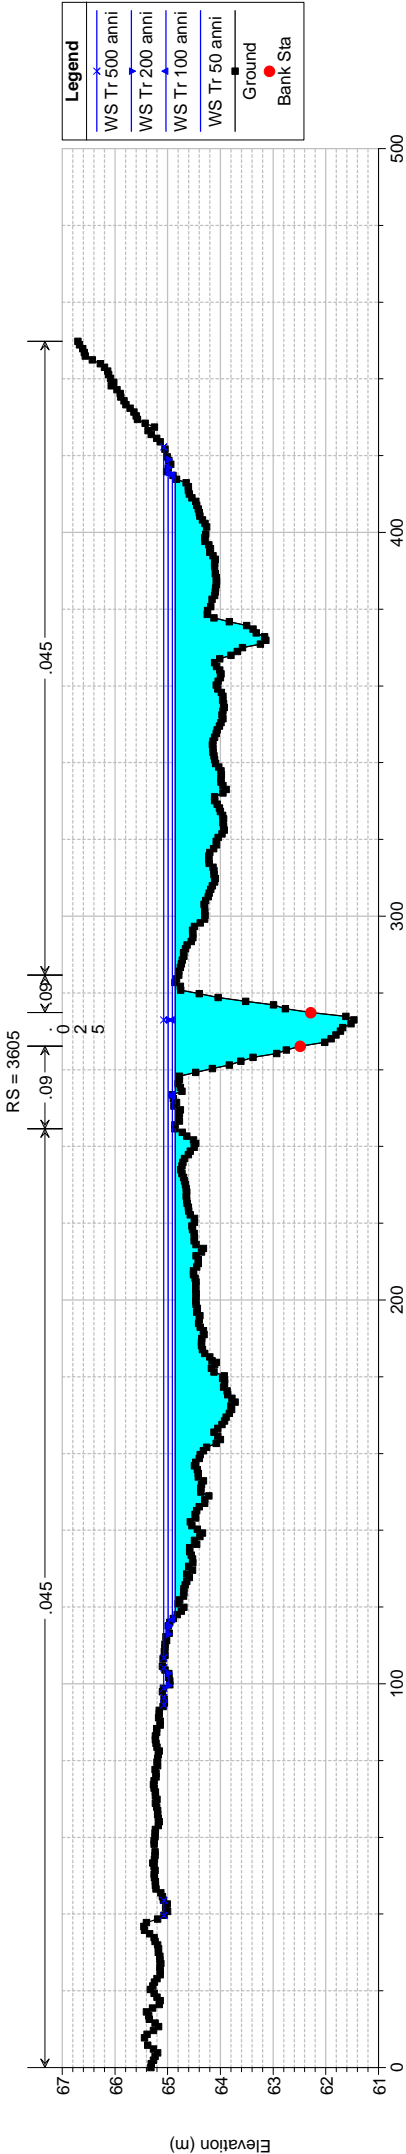 RS = 3605
.045
.09
.025
.09
.045
Legend
WS Tr 500 anni
WS Tr 200 anni
WS Tr 100 anni
WS Tr 50 anni
Ground
Bank Sta
Elevation (m)
67
66
65
64
63
62
61
0
100
200
300
400
500